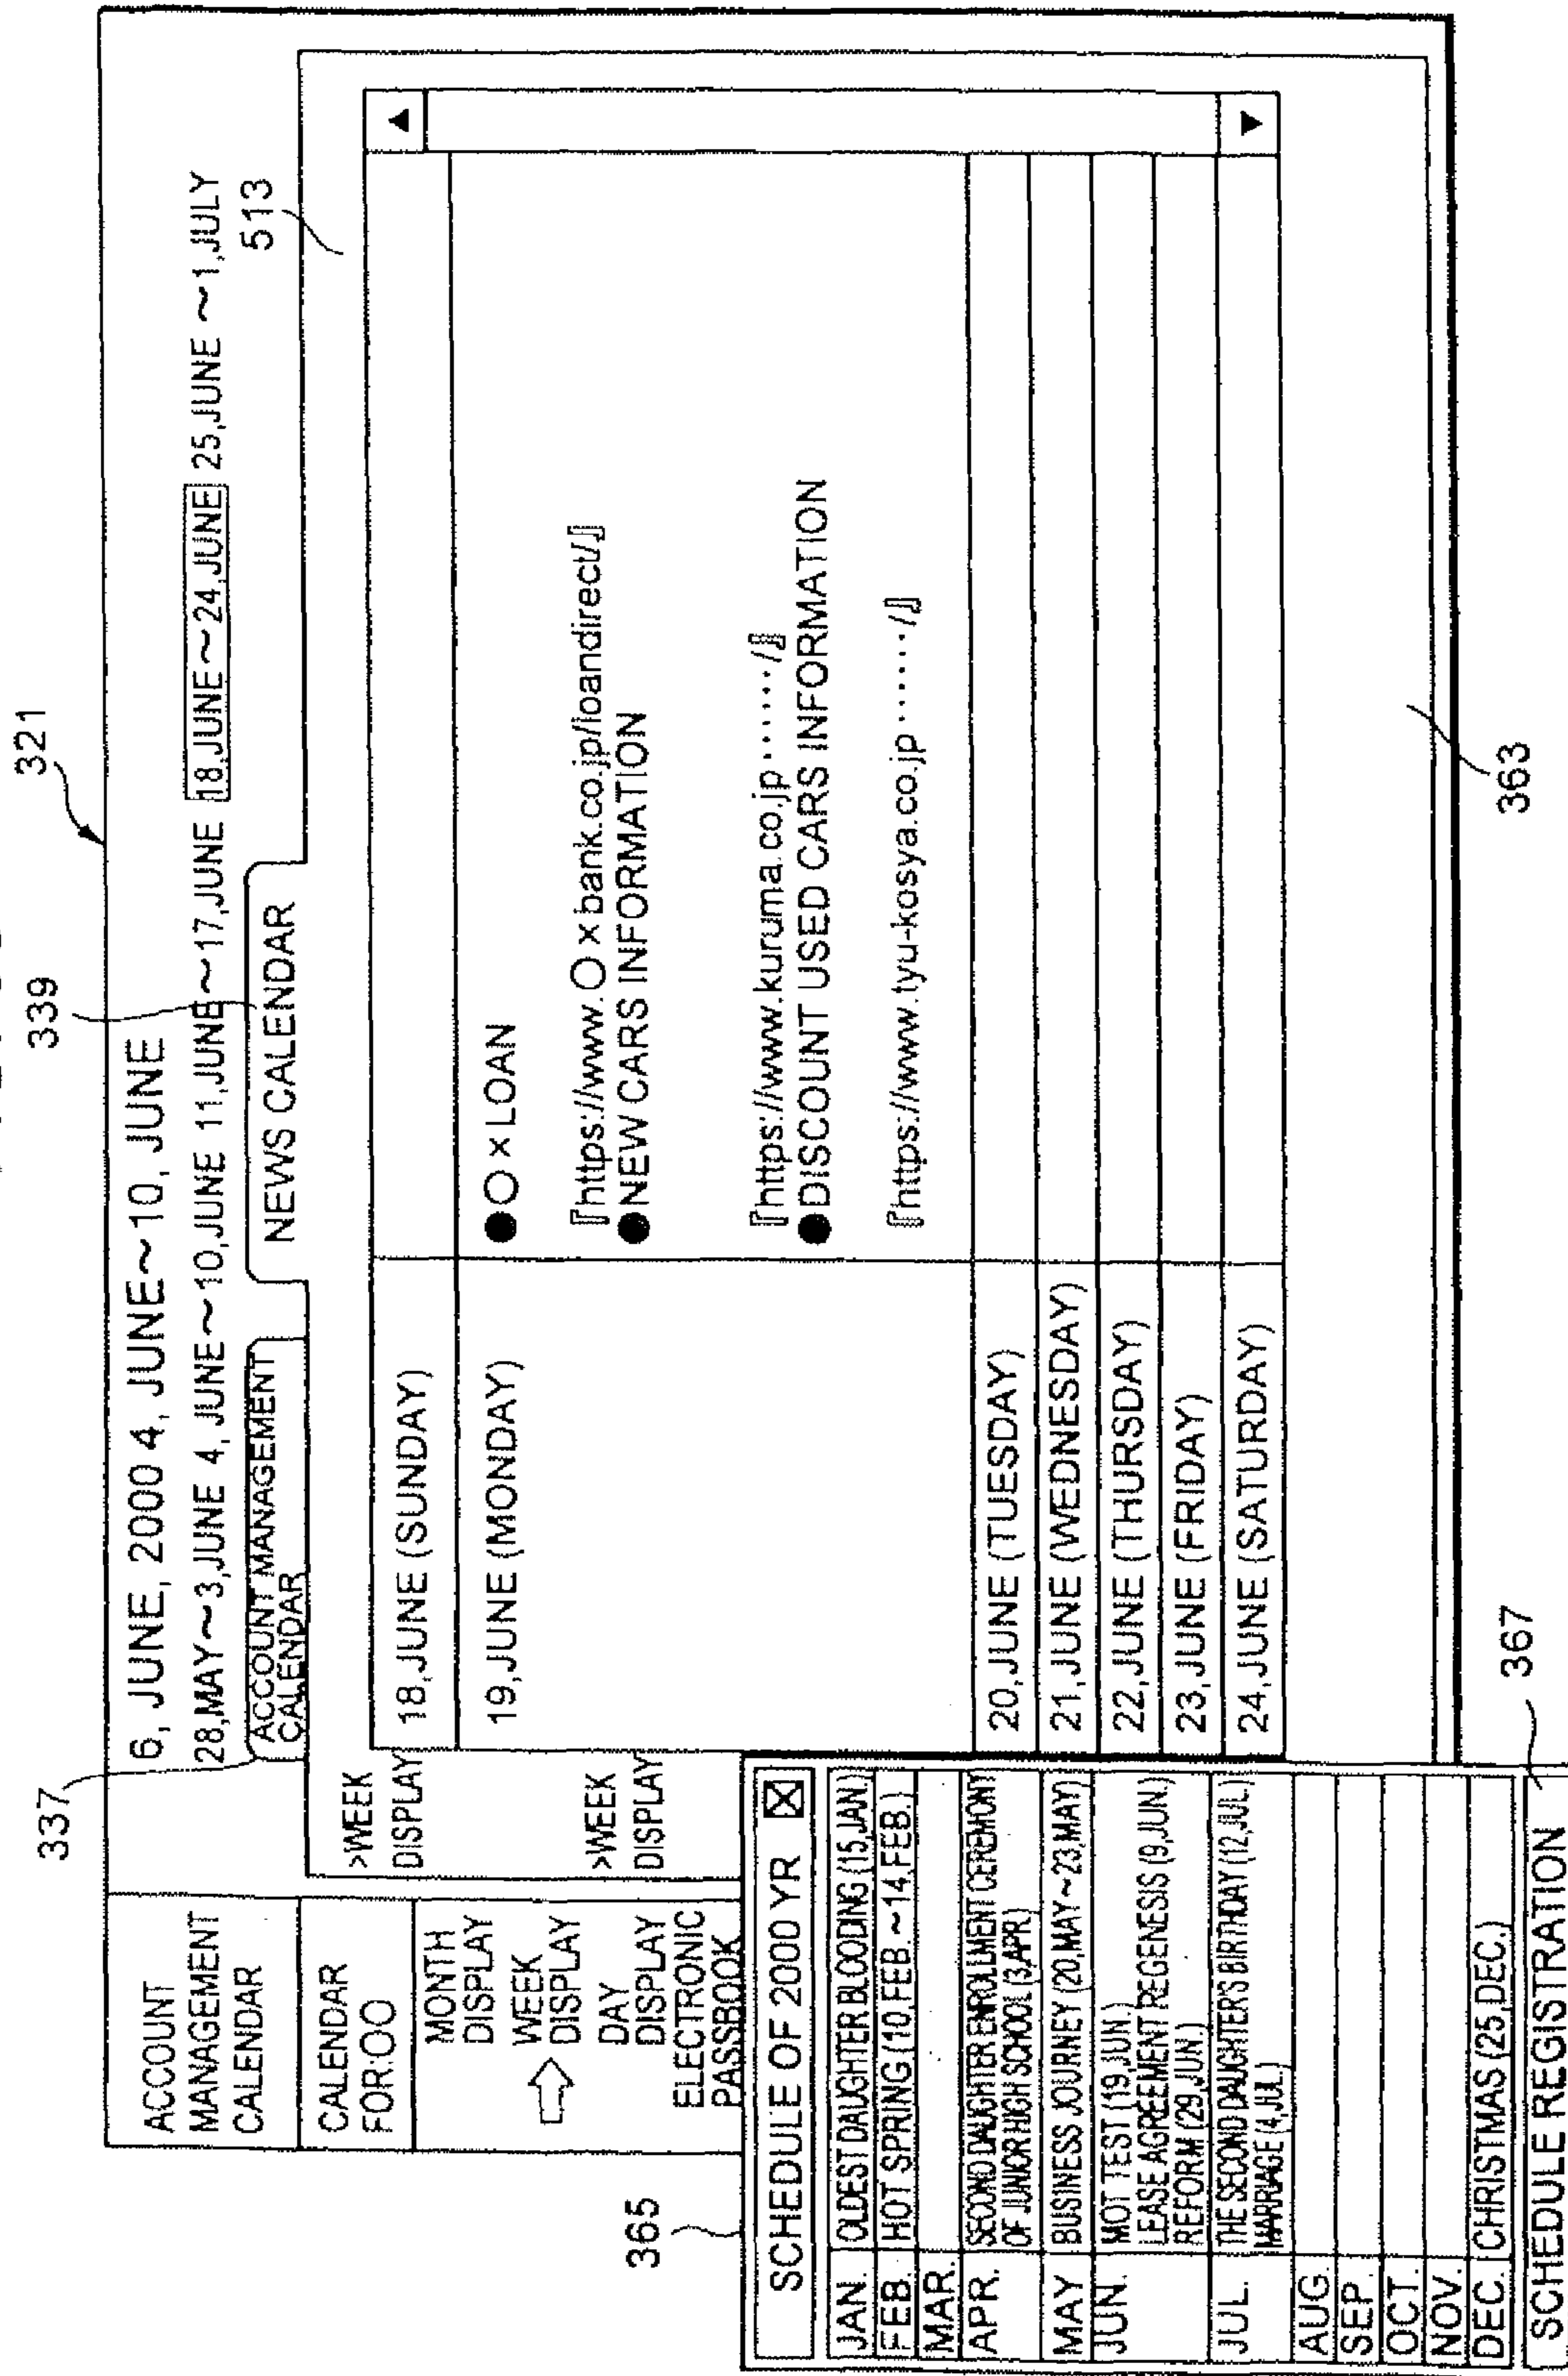 321
339
337
6, JUNE, 2000 4, JUNE~10, JUNE
28,MAY~3,JUNE 4, JUNE~10,JUNE 11,JUNE~17,JUNE 18,JUNE~24,JUNE 25,JUNE ~1,JULY
513
ACCOUNT MANAGEMENT
CALENDAR
NEWS CALENDAR
ACCOUNT
MANAGEMENT
CALENDAR
CALENDAR
FOR:OO
MONTH
DISPLAY
WEEK
DISPLAY
DAY
DISPLAY
ELECTRONIC
PASSBOOK
>WEEK
DISPLAY
>WEEK
DISPLAY
18,JUNE (SUNDAY)
19,JUNE (MONDAY)
●○×LOAN
『https://www.○×bank.co.jp/loandirect/』
●NEW CARS INFORMATION
『https://www.kuruma.co.jp······/』
●DISCOUNT USED CARS INFORMATION
『https://www.tyu-kosya.co.jp······/』
20,JUNE (TUESDAY)
21,JUNE (WEDNESDAY)
22,JUNE (THURSDAY)
23,JUNE (FRIDAY)
24,JUNE (SATURDAY)
363
365
SCHEDULE OF 2000 YR
JAN. OLDEST DAUGHTER BLOODING (15,JAN.)
FEB. HOT SPRING (10,FEB.~14,FEB.)
MAR.
APR. SECOND DAUGHTER ENROLLMENT CEREMONY
OF JUNIOR HIGH SCHOOL (3,APR)
MAY BUSINESS JOURNEY (20,MAY~23,MAY)
JUN. MOT TEST (19,JUN.)
LEASE AGREEMENT REGENESIS (9,JUN.)
REFORM (29,JUN.)
JUL. THE SECOND DAUGHTER'S BIRTHDAY (12,JUL.)
MARRIAGE (4,JUL.)
AUG.
SEP.
OCT.
NOV.
DEC. CHRISTMAS (25,DEC.)
SCHEDULE REGISTRATION
367